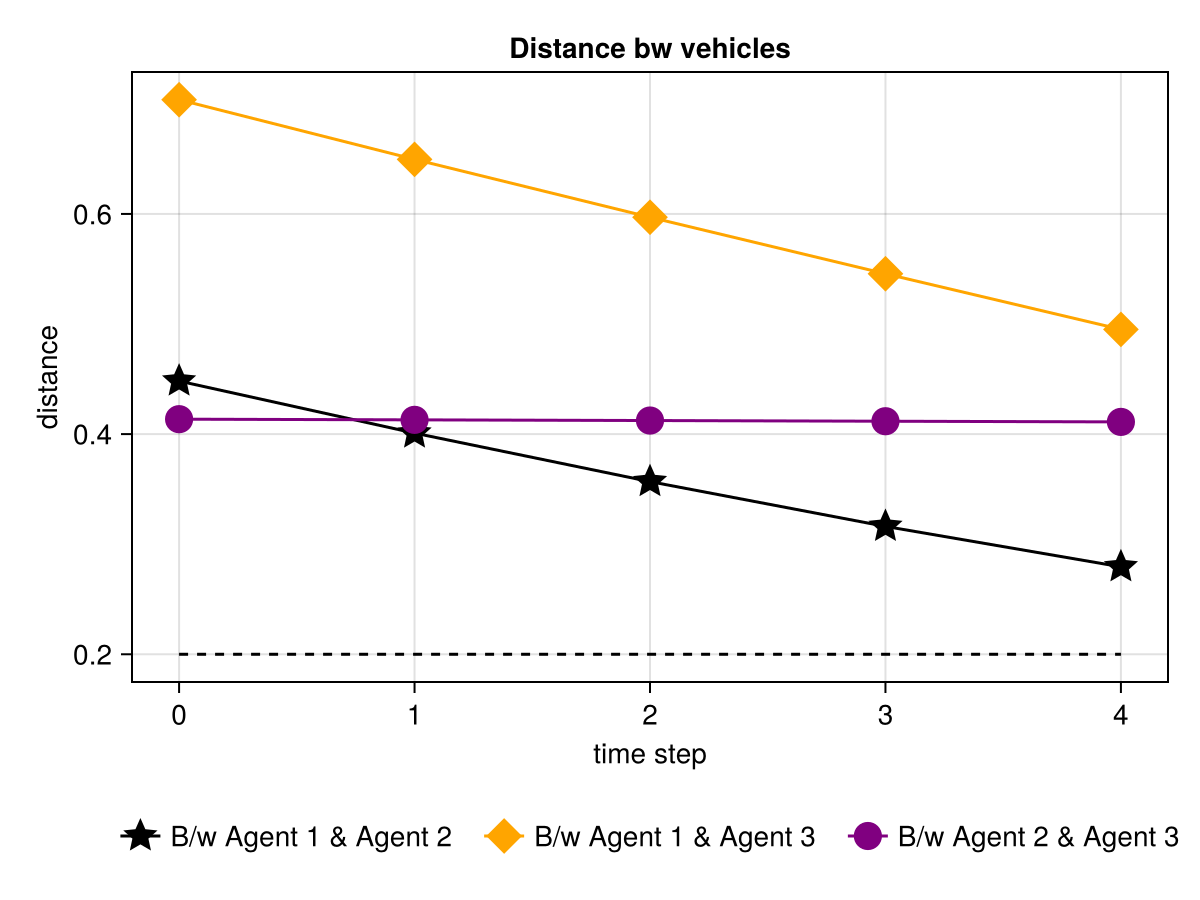 Distance bw vehicles
distance
0.6
0.4
0.2
0 1 2 3 4
time step
B/w Agent 1 & Agent 2 B/w Agent 1 & Agent 3 B/w Agent 2 & Agent 3